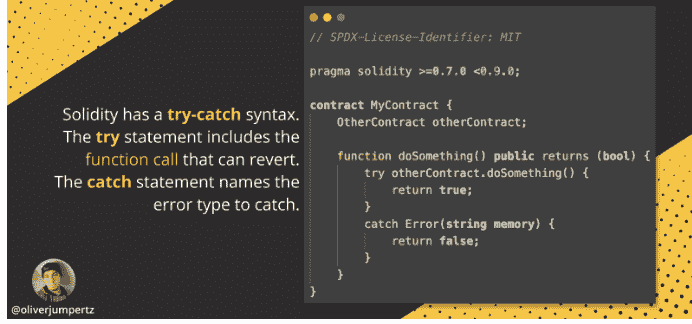 Solidity has a try-catch syntax.
The try statement includes the
function call that can revert.
The catch statement names the
error type to catch.
@oliverjumpertz
// SPDX-License-Identifier: MIT
pragma solidity >=0.7.0 <0.9.0;
contract MyContract {
OtherContract otherContract;
function doSomething() public returns (bool) {
try otherContract.doSomething() {
return true;
}
catch Error(string memory) {
return false;
}
}
}